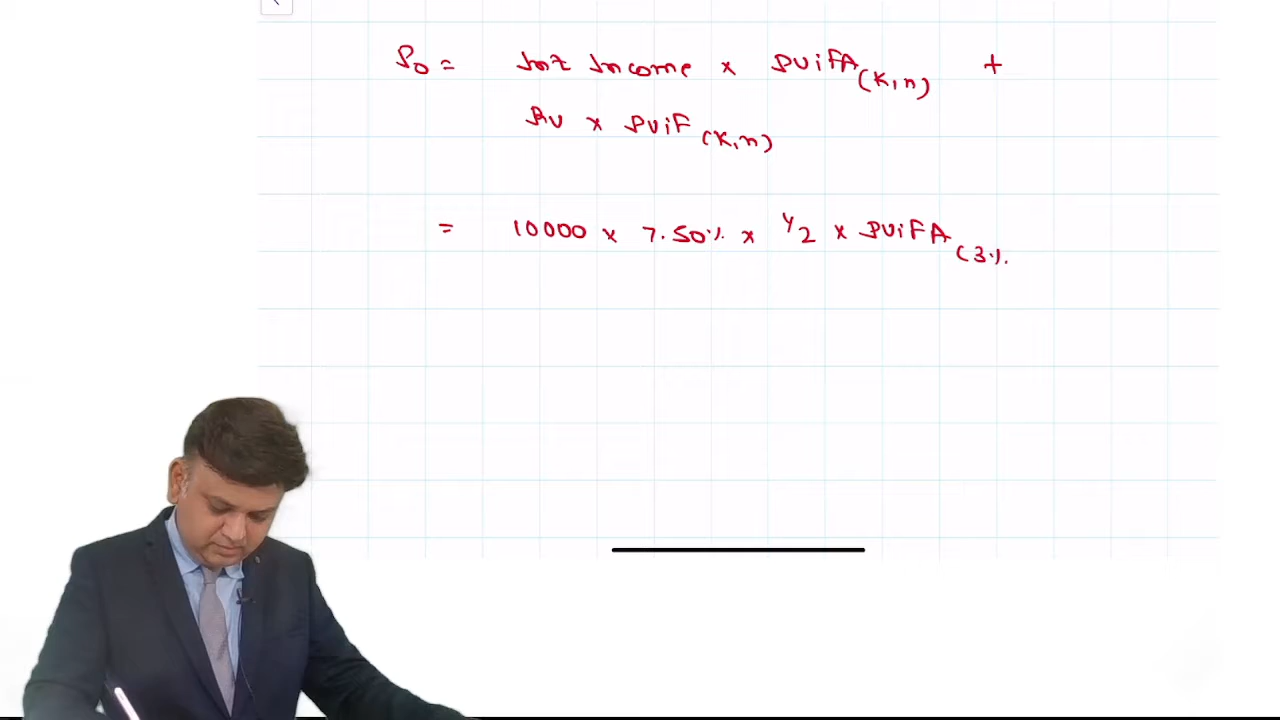 P₀ = Int Income × PVIFA(K,n) +
RV × PVIF(K,n)
= 10000 × 7.50% × 1/2 × PVIFA(3%,